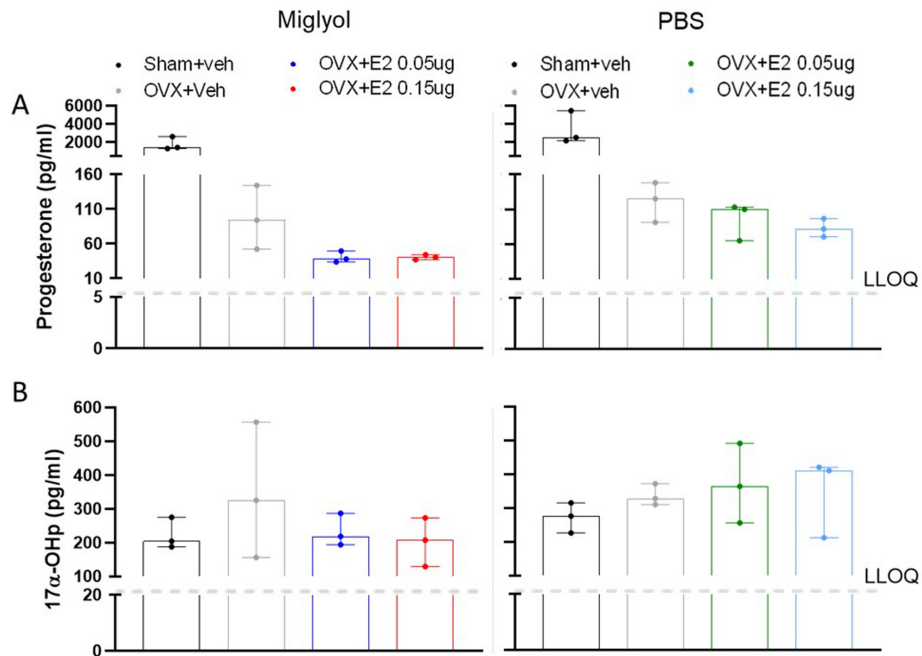 Miglyol
PBS
Sham+veh
OVX+E2 0.05ug
OVX+Veh
OVX+E2 0.15ug
Sham+veh
OVX+E2 0.05ug
OVX+veh
OVX+E2 0.15ug
A
Progesterone (pg/ml)
6000
4000
2000
160
110
60
10
5
0
LLOQ
B
17α-OHp (pg/ml)
600
500
400
300
200
100
20
0
LLOQ